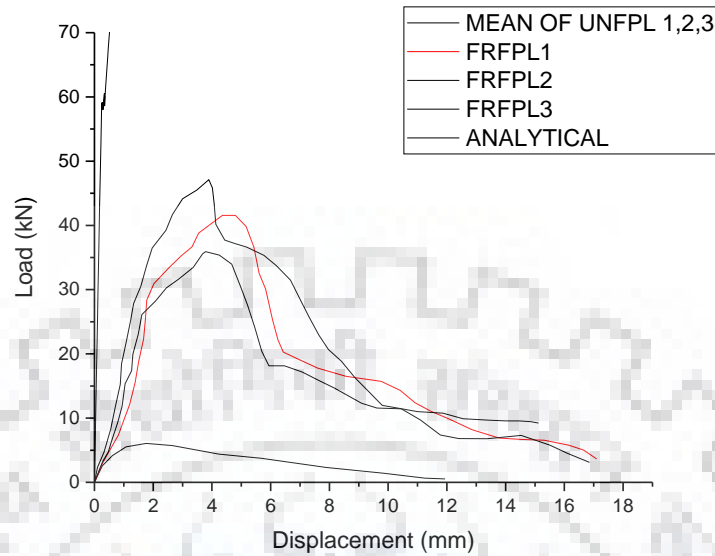 MEAN OF UNFPL 1,2,3
FRFPL1
FRFPL2
FRFPL3
ANALYTICAL
70
60
50
40
30
20
10
0
Load (kN)
0 2 4 6 8 10 12 14 16 18
Displacement (mm)